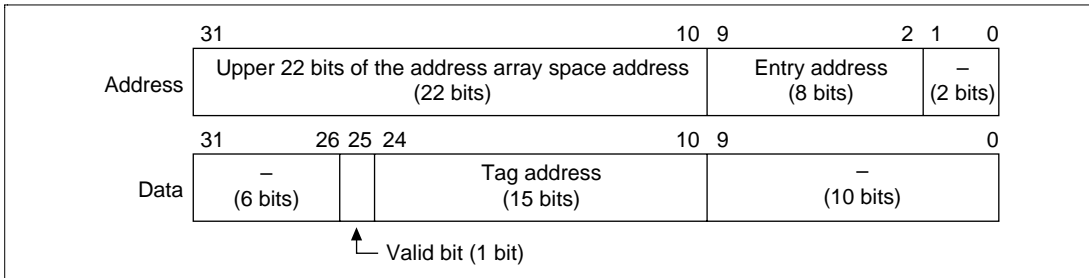 31 10 9 2 1 0
Address
Upper 22 bits of the address array space address
(22 bits)
Entry address
(8 bits)
–
(2 bits)
31 26 25 24 10 9 0
Data
–
(6 bits)
Tag address
(15 bits)
–
(10 bits)
Valid bit (1 bit)